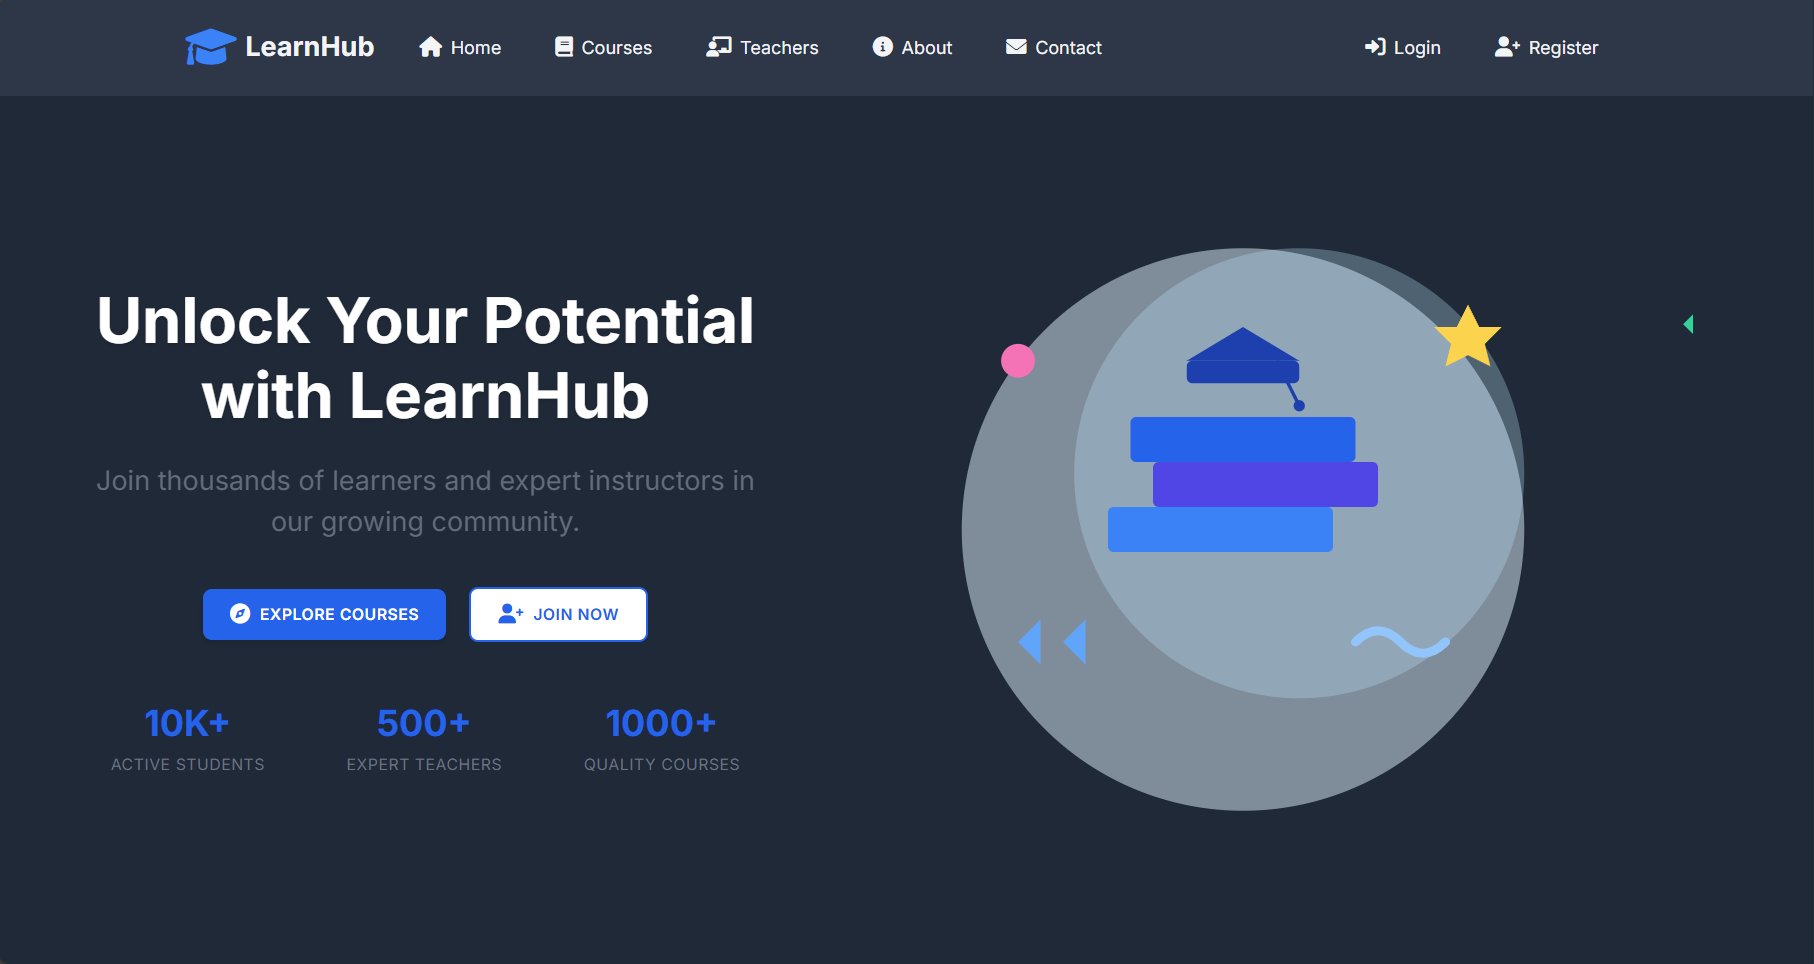 LearnHub
Home
Courses
Teachers
About
Contact
Login
Register
Unlock Your Potential
with LearnHub
Join thousands of learners and expert instructors in
our growing community.
EXPLORE COURSES
JOIN NOW
10K+
ACTIVE STUDENTS
500+
EXPERT TEACHERS
1000+
QUALITY COURSES